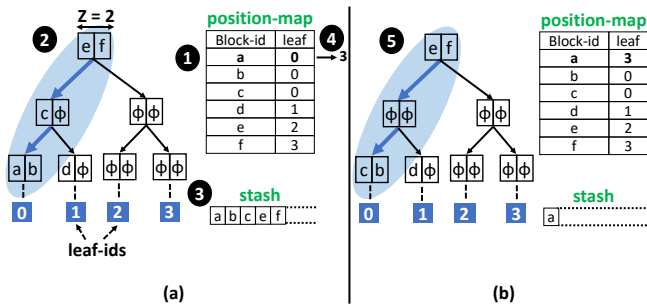 Z = 2
position-map
2
e f
1
4
Block-id leaf
a 0
3
b 0
c 0
d 1
e 2
f 3
c ϕ
ϕ ϕ
a b
d ϕ
ϕ ϕ
ϕ ϕ
3
stash
0
1
2
3
a b c e f
leaf-ids
(a)
5
e f
position-map
Block-id leaf
a 3
b 0
c 0
d 1
e 2
f 3
ϕ ϕ
ϕ ϕ
c b
d ϕ
ϕ ϕ
ϕ ϕ
stash
0
1
2
3
a
(b)